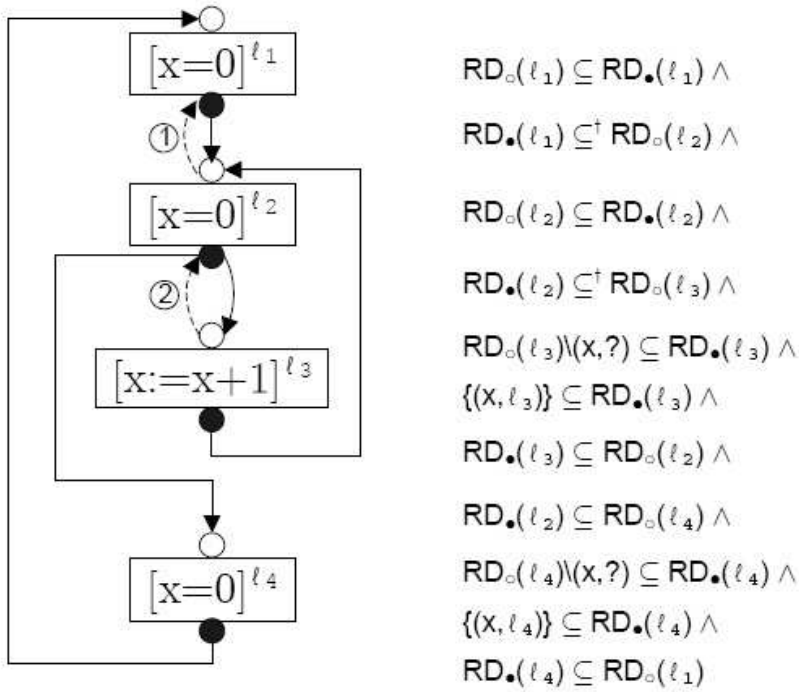 [x=0]ℓ1
RD○(ℓ1) ⊆ RD●(ℓ1) ∧
①
RD●(ℓ1) ⊆† RD○(ℓ2) ∧
[x=0]ℓ2
RD○(ℓ2) ⊆ RD●(ℓ2) ∧
②
RD●(ℓ2) ⊆† RD○(ℓ3) ∧
[x:=x+1]ℓ3
RD○(ℓ3)\(x,?) ⊆ RD●(ℓ3) ∧
{(x,ℓ3)} ⊆ RD●(ℓ3) ∧
RD●(ℓ3) ⊆ RD○(ℓ2) ∧
RD●(ℓ2) ⊆ RD○(ℓ4) ∧
[x=0]ℓ4
RD○(ℓ4)\(x,?) ⊆ RD●(ℓ4) ∧
{(x,ℓ4)} ⊆ RD●(ℓ4) ∧
RD●(ℓ4) ⊆ RD○(ℓ1)